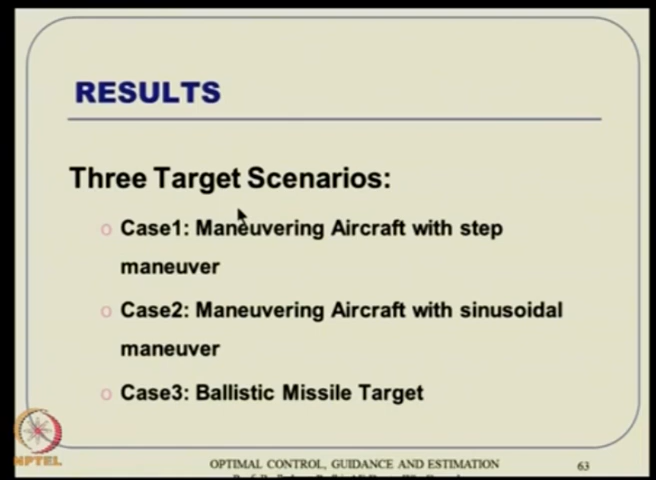 RESULTS
Three Target Scenarios:
Case1: Maneuvering Aircraft with step
maneuver
Case2: Maneuvering Aircraft with sinusoidal
maneuver
Case3: Ballistic Missile Target
NPTEL
OPTIMAL CONTROL, GUIDANCE AND ESTIMATION
63